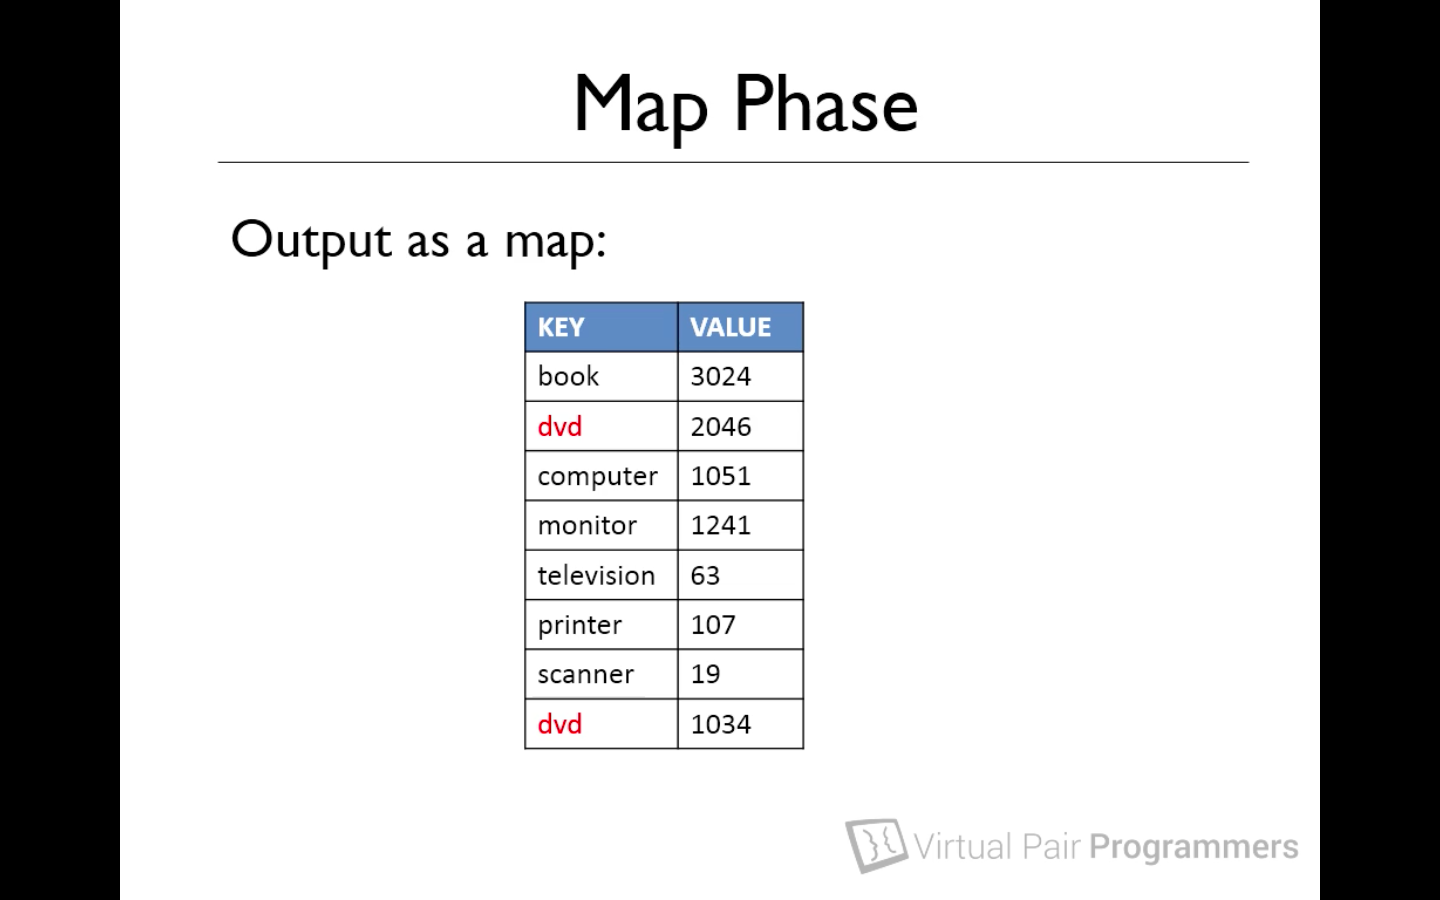 Map Phase
Output as a map:
KEY VALUE
book 3024
dvd 2046
computer 1051
monitor 1241
television 63
printer 107
scanner 19
dvd 1034
Virtual Pair Programmers